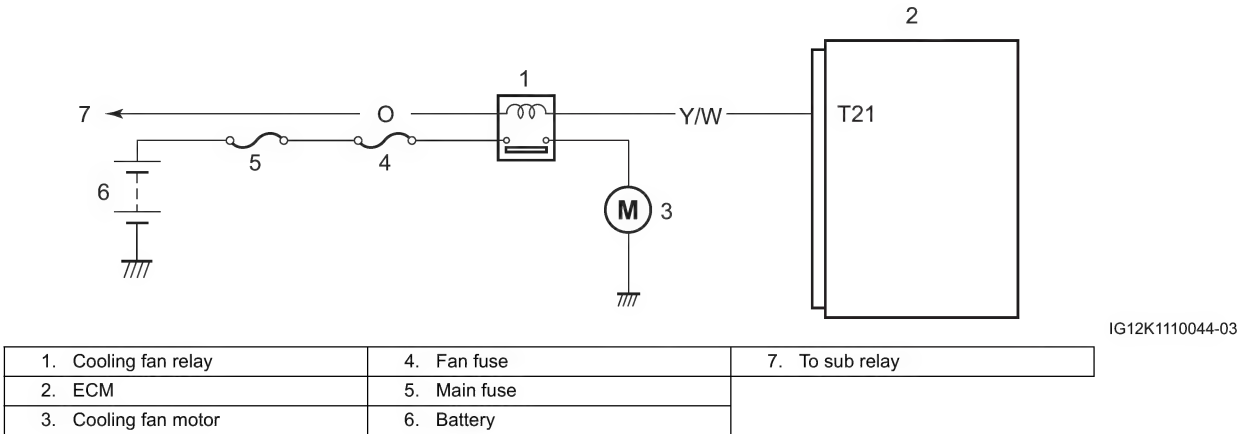 2
1
7
O
Y/W
T21
5
4
6
M
3
IG12K1110044-03
1. Cooling fan relay 4. Fan fuse 7. To sub relay
2. ECM 5. Main fuse
3. Cooling fan motor 6. Battery